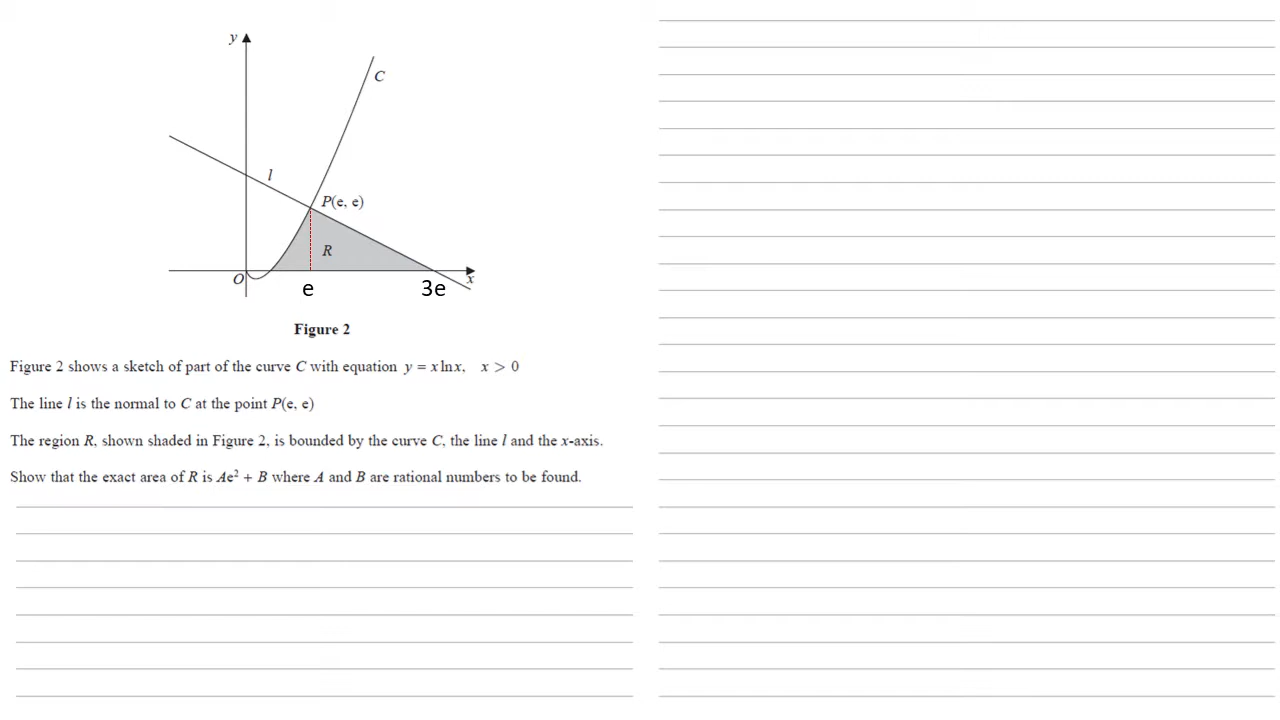 y
C
l
P(e, e)
R
O
x
e
3e
Figure 2
Figure 2 shows a sketch of part of the curve C with equation y = x ln x, x > 0
The line l is the normal to C at the point P(e, e)
The region R, shown shaded in Figure 2, is bounded by the curve C, the line l and the x-axis.
Show that the exact area of R is Ae² + B where A and B are rational numbers to be found.